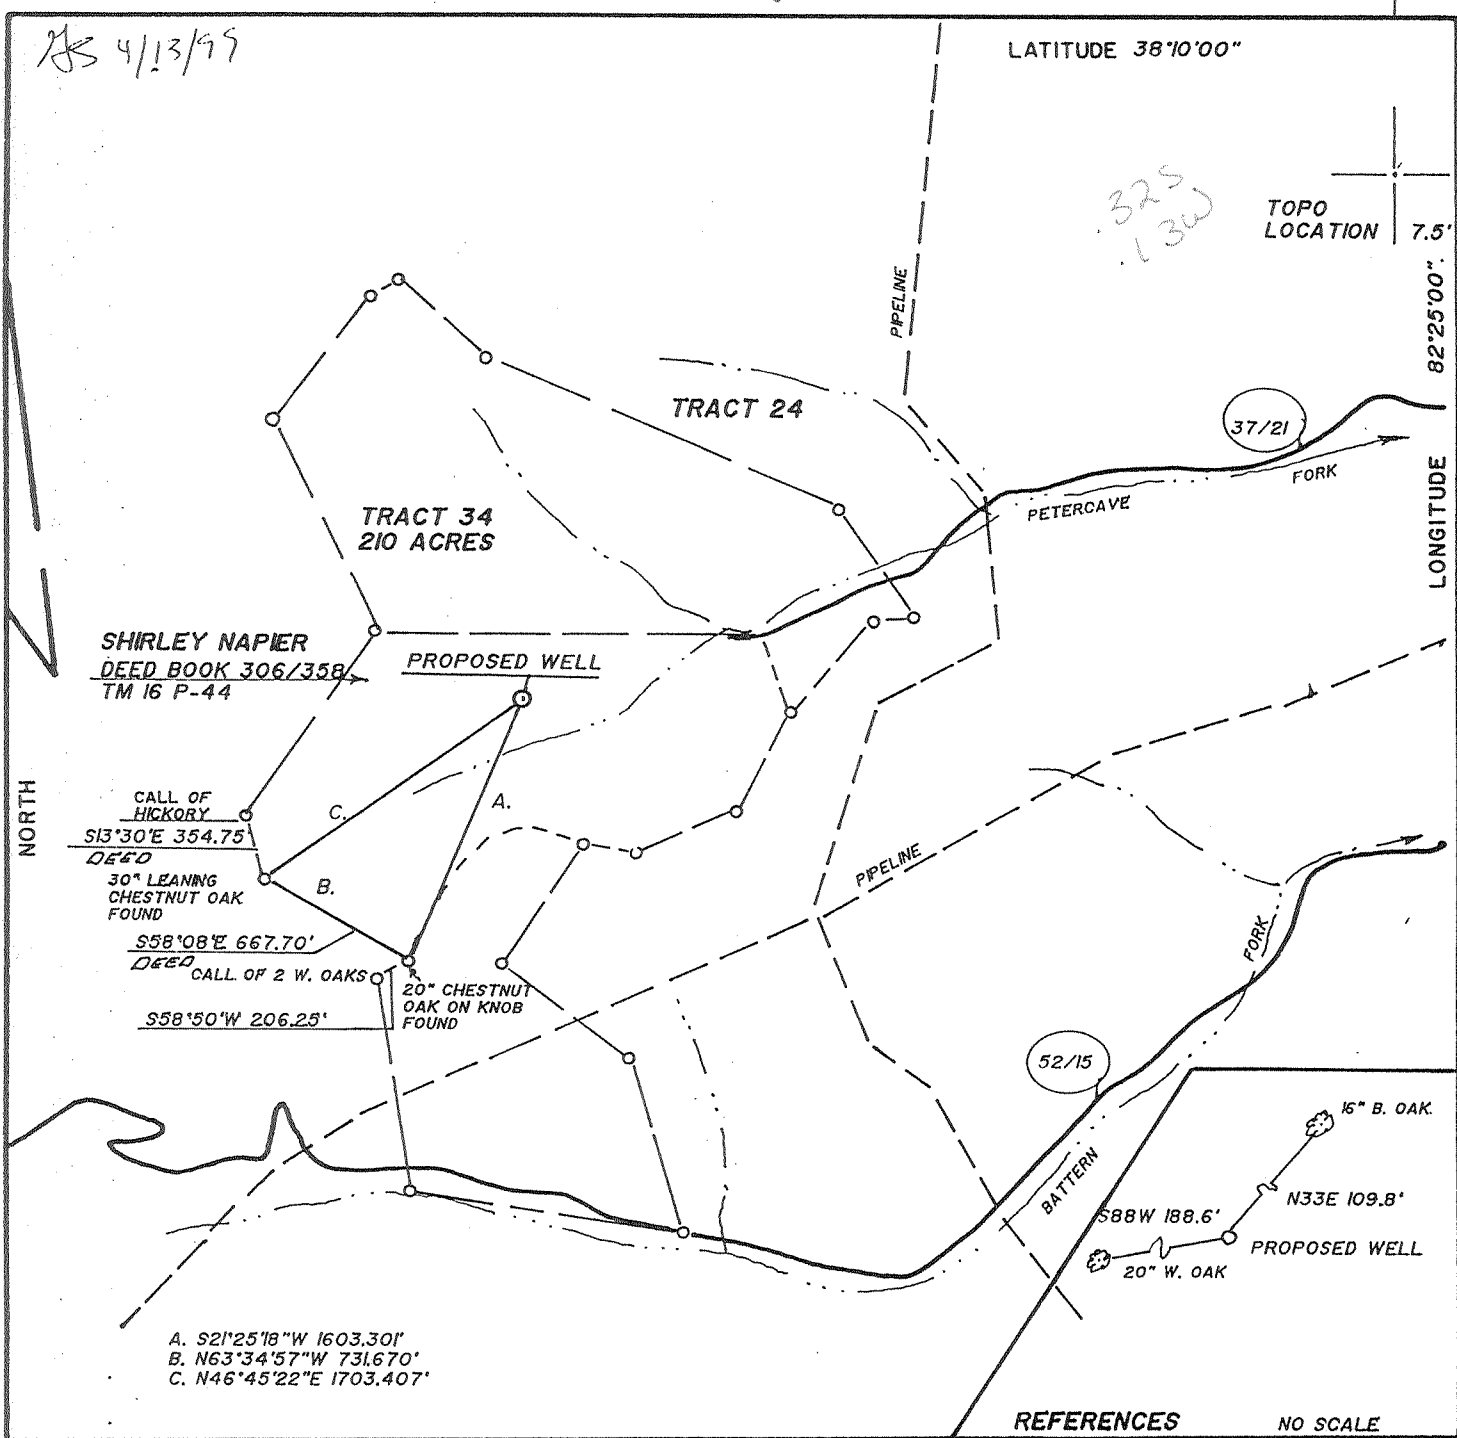 4/13/99
LATITUDE 38°10'00"
.32S
.13W
TOPO
LOCATION
7.5'
LONGITUDE 82°25'00".
PIPELINE
TRACT 24
37/21
FORK
PETERCAVE
TRACT 34
210 ACRES
SHIRLEY NAPIER
DEED BOOK 306/358
TM 16 P-44
PROPOSED WELL
NORTH
CALL OF
HICKORY
S13°30'E 354.75'
DEED
30" LEANING
CHESTNUT OAK
FOUND
C.
A.
B.
S58°08'E 667.70'
DEED
CALL OF 2 W. OAKS
20" CHESTNUT
OAK ON KNOB
FOUND
S58°50'W 206.25'
PIPELINE
FORK
52/15
BATTERN
16" B. OAK
N33E 109.8'
S88W 188.6'
PROPOSED WELL
20" W. OAK
A. S21°25'18"W 1603.301'
B. N63°34'57"W 731.670'
C. N46°45'22"E 1703.407'
REFERENCES
NO SCALE